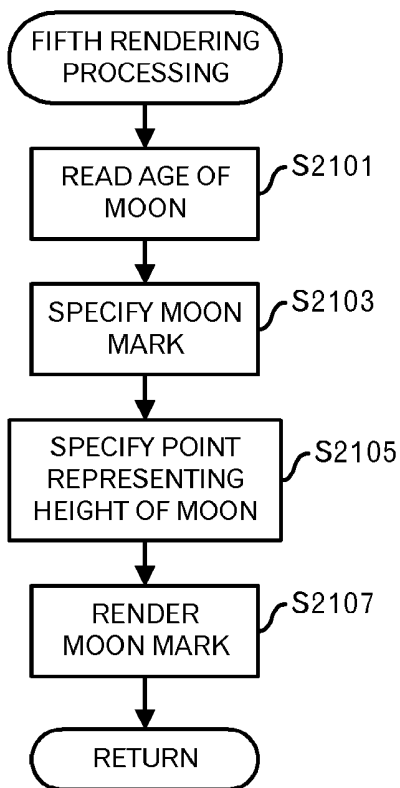 FIFTH RENDERING
PROCESSING
READ AGE OF
MOON
S2101
SPECIFY MOON
MARK
S2103
SPECIFY POINT
REPRESENTING
HEIGHT OF MOON
S2105
RENDER
MOON MARK
S2107
RETURN